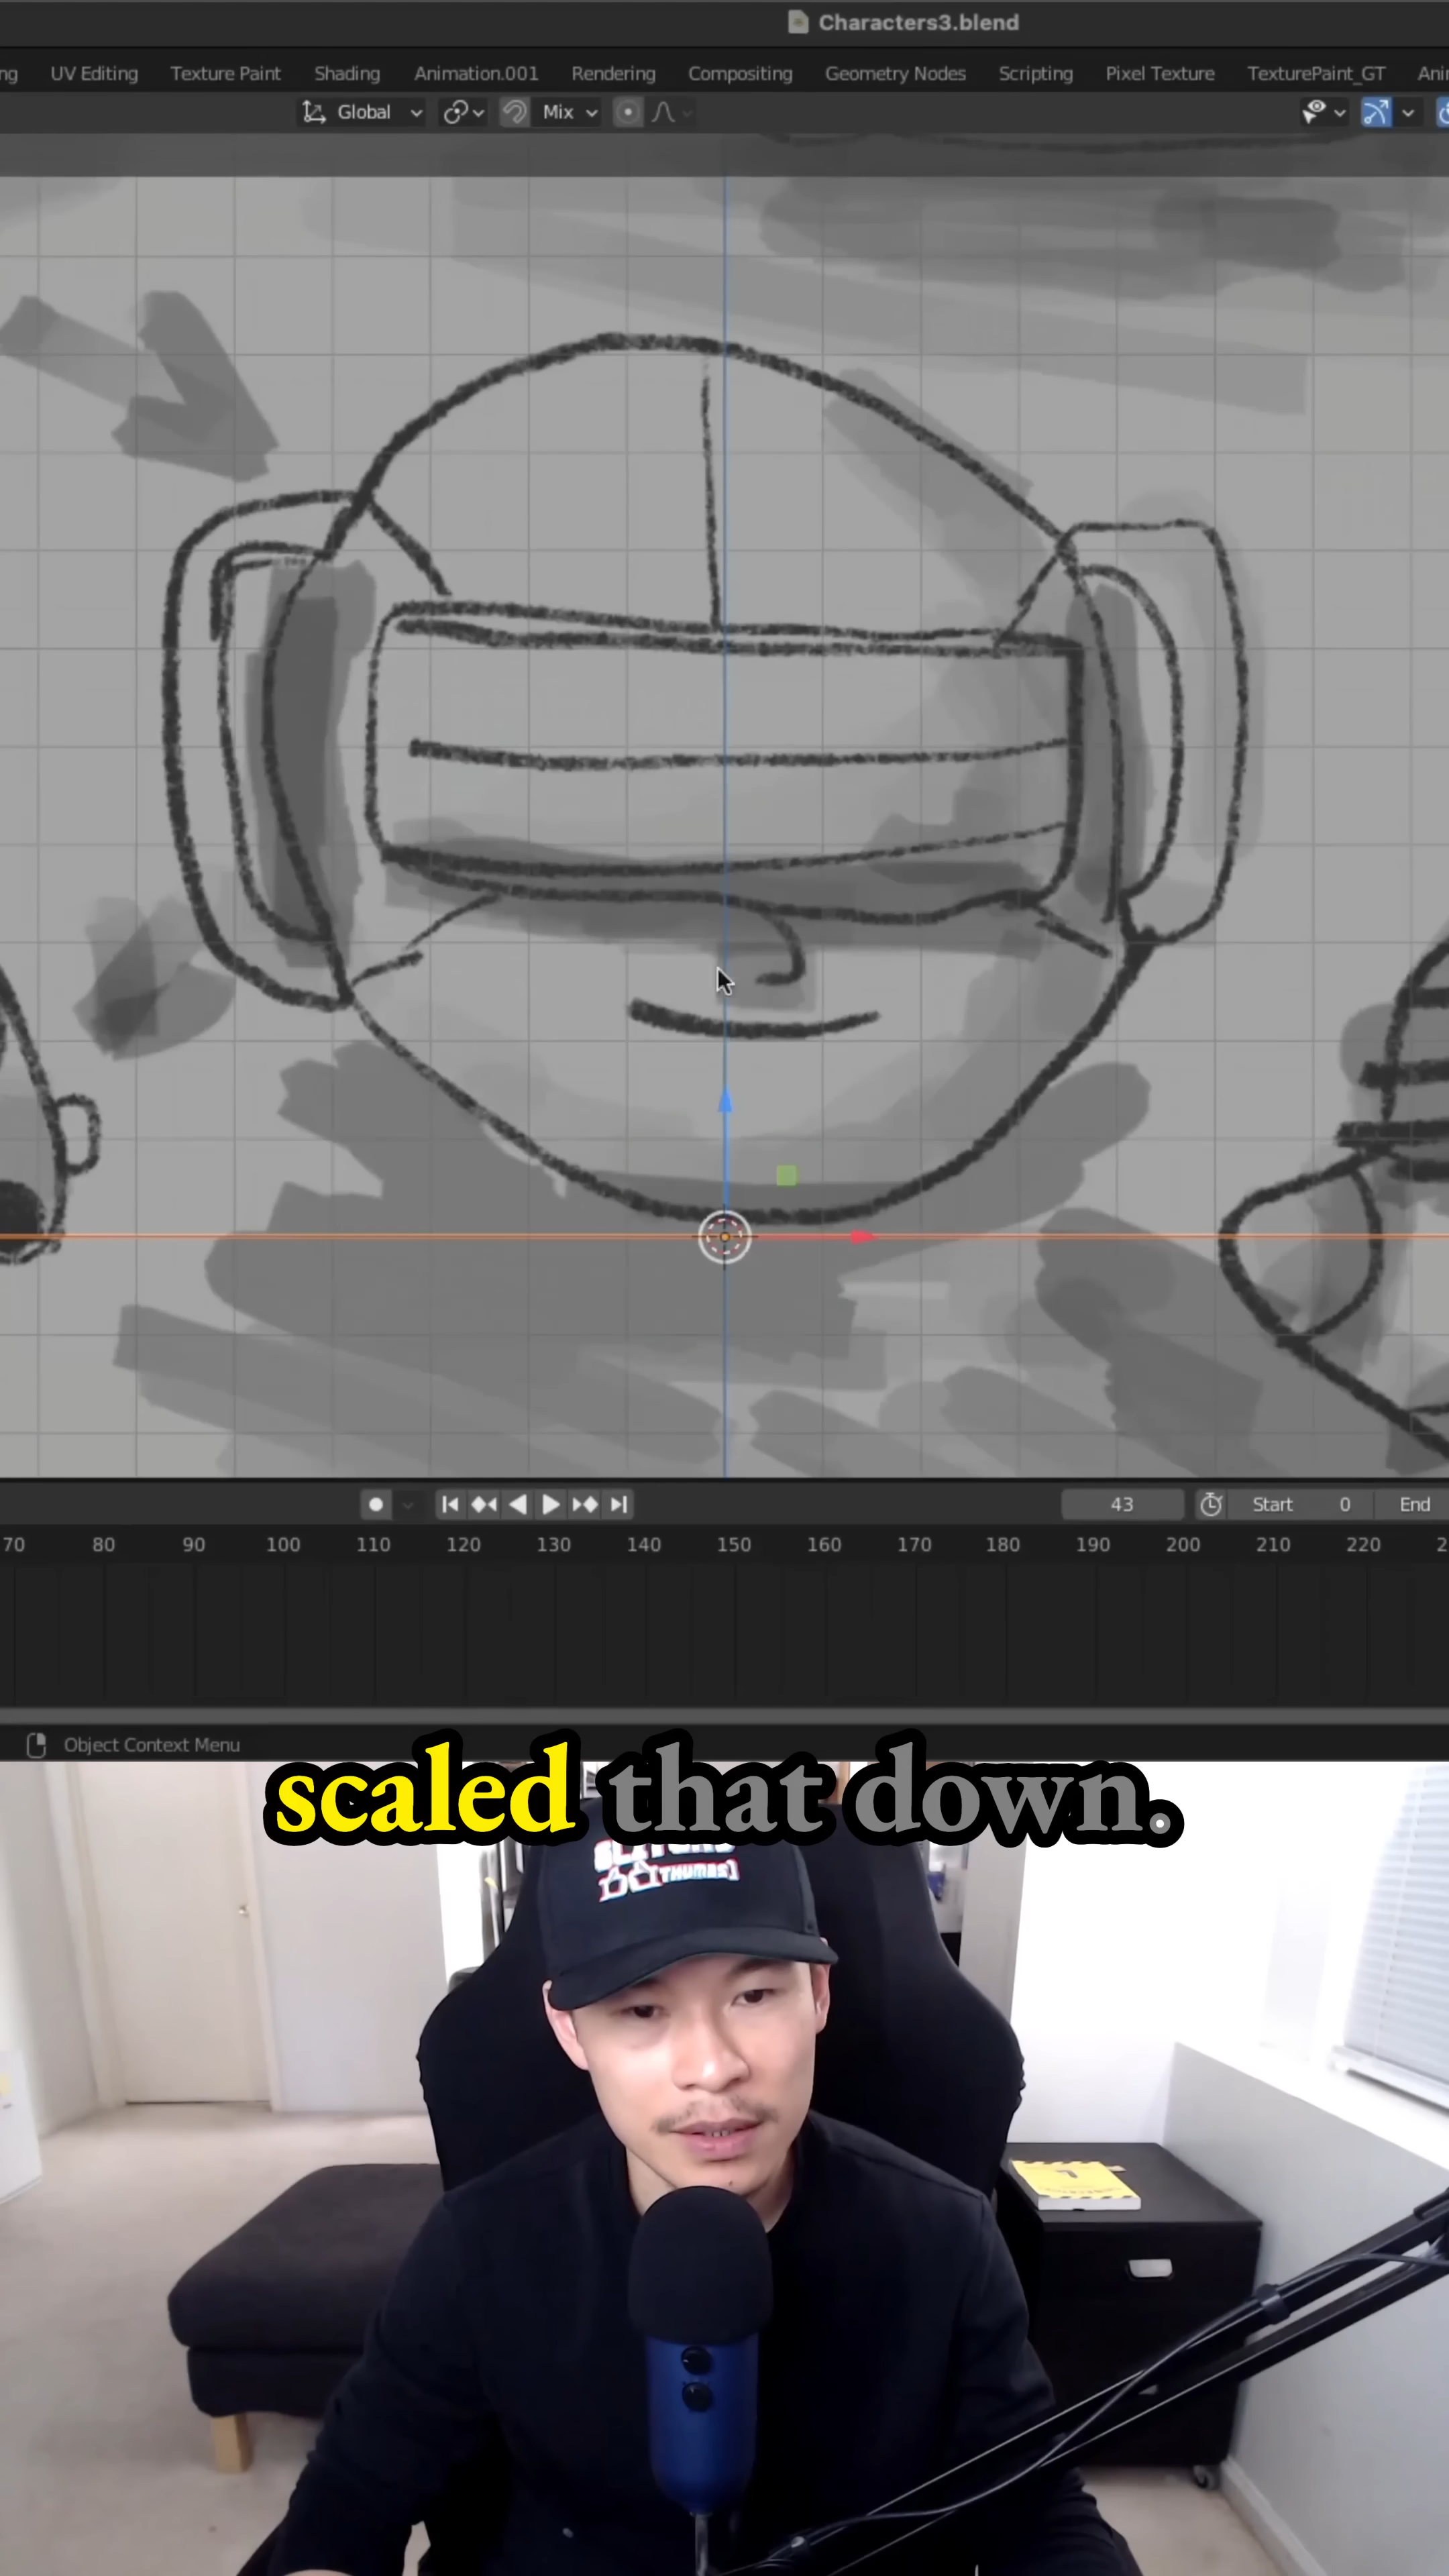 Characters3.blend
ng UV Editing Texture Paint Shading Animation.001 Rendering Compositing Geometry Nodes Scripting Pixel Texture TexturePaint_GT Ani
Global Mix
43 Start 0 End
70 80 90 100 110 120 130 140 150 160 170 180 190 200 210 220 2
Object Context Menu
scaled that down.
[THUMBS]